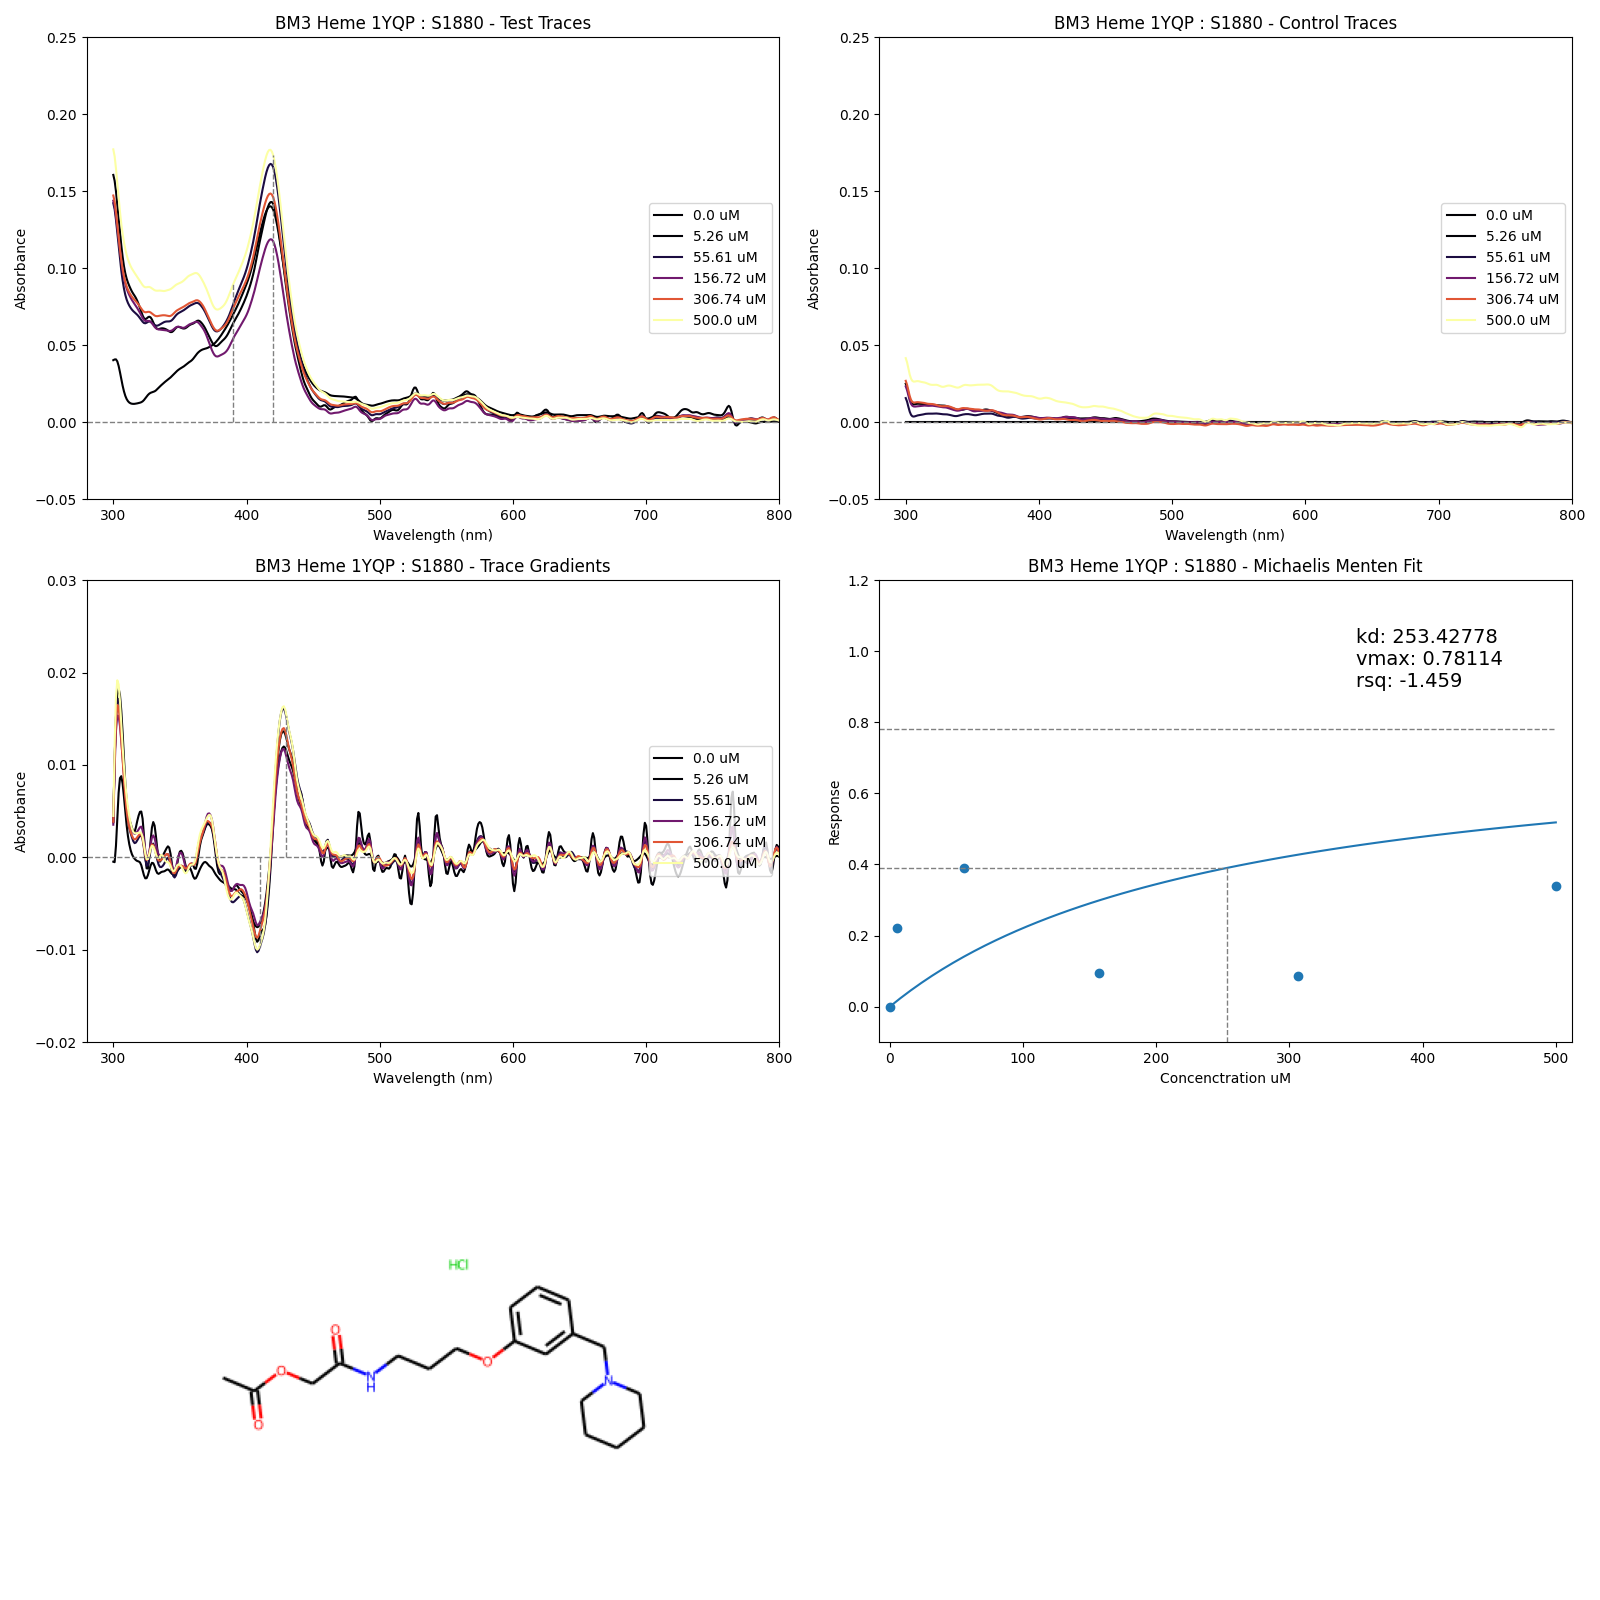 BM3 Heme 1YQP : S1880 - Test Traces
0.25
0.20
0.15
0.10
0.05
0.00
−0.05
Absorbance
300 400 500 600 700 800
Wavelength (nm)
0.0 uM
5.26 uM
55.61 uM
156.72 uM
306.74 uM
500.0 uM
BM3 Heme 1YQP : S1880 - Control Traces
0.25
0.20
0.15
0.10
0.05
0.00
−0.05
Absorbance
300 400 500 600 700 800
Wavelength (nm)
0.0 uM
5.26 uM
55.61 uM
156.72 uM
306.74 uM
500.0 uM
BM3 Heme 1YQP : S1880 - Trace Gradients
0.03
0.02
0.01
0.00
−0.01
−0.02
Absorbance
300 400 500 600 700 800
Wavelength (nm)
0.0 uM
5.26 uM
55.61 uM
156.72 uM
306.74 uM
500.0 uM
BM3 Heme 1YQP : S1880 - Michaelis Menten Fit
1.2
1.0
0.8
0.6
0.4
0.2
0.0
Response
0 100 200 300 400 500
Concenctration uM
kd: 253.42778
vmax: 0.78114
rsq: -1.459
HCl
O
O
O
N
H
O
N